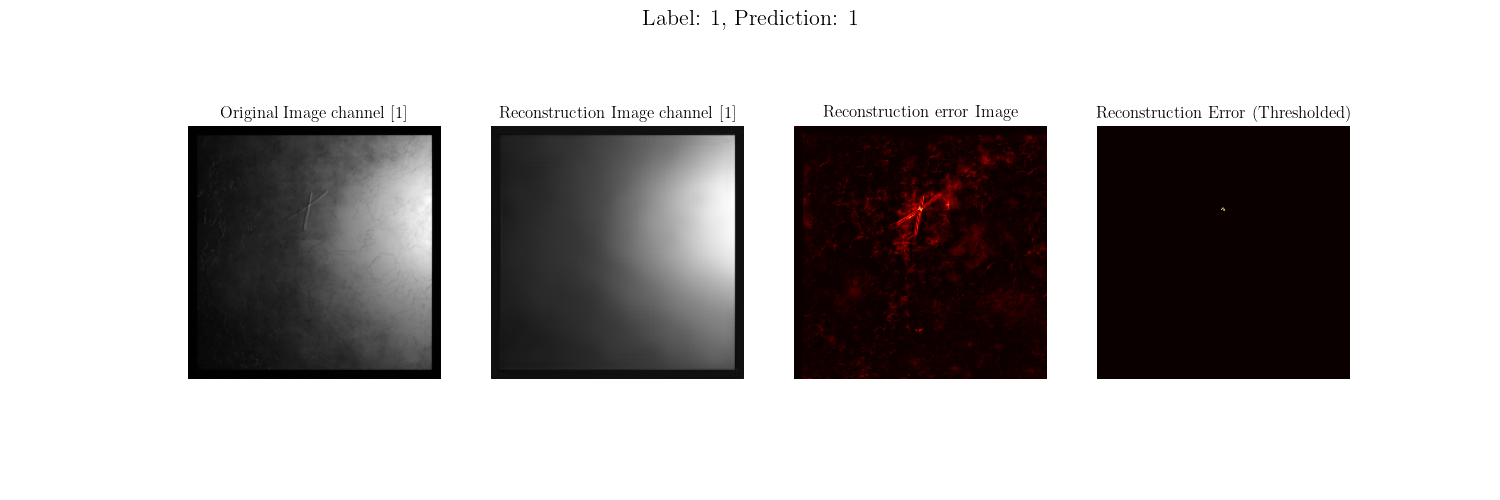 Label: 1, Prediction: 1
Original Image channel [1]
Reconstruction Image channel [1]
Reconstruction error Image
Reconstruction Error (Thresholded)